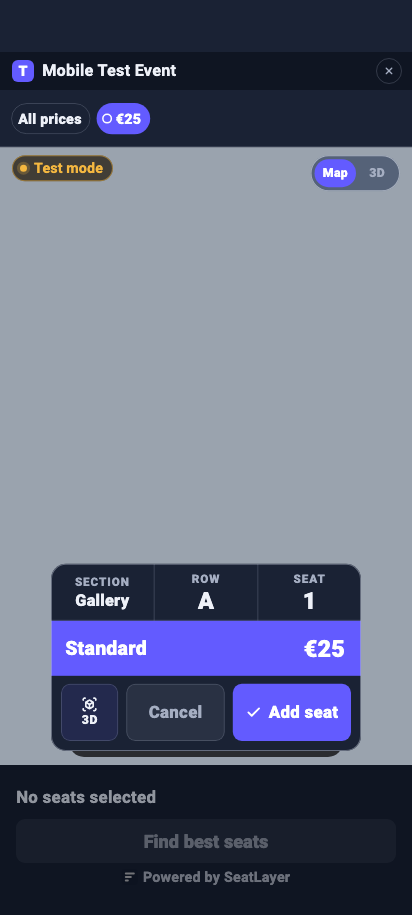 T Mobile Test Event
All prices €25
Test mode
Map 3D
SECTION ROW SEAT
Gallery A 1
Standard €25
3D Cancel Add seat
No seats selected
Find best seats
Powered by SeatLayer